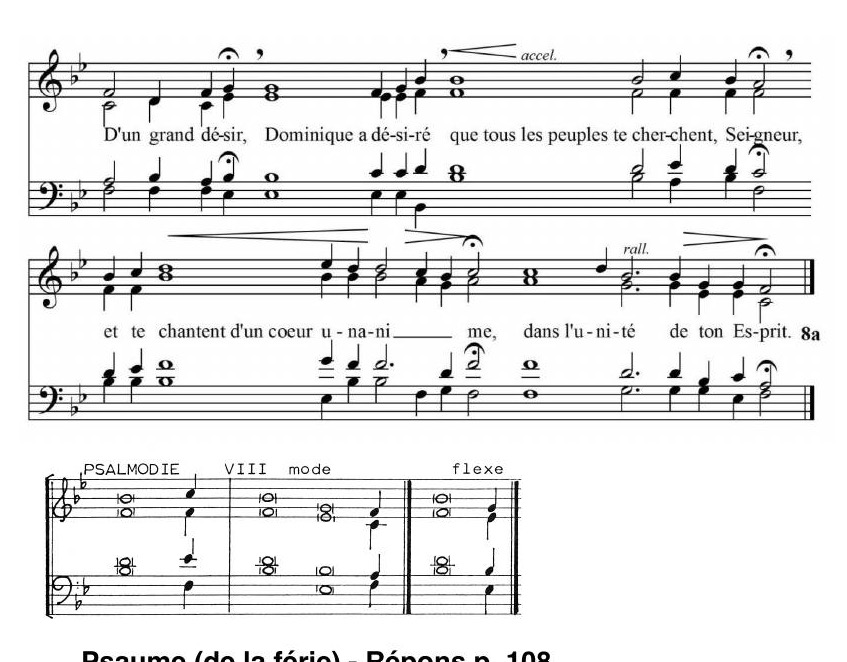 accel.
D'un grand dé-sir, Dominique a dé-si-ré que tous les peuples te cher-chent, Sei-gneur,
rall.
et te chantent d'un coeur u - na-ni______ me, dans l'u-ni-té de ton Es-prit. 8a
PSALMODIE VIII mode flexe
Psaume (de la férie) - Répons p. 108